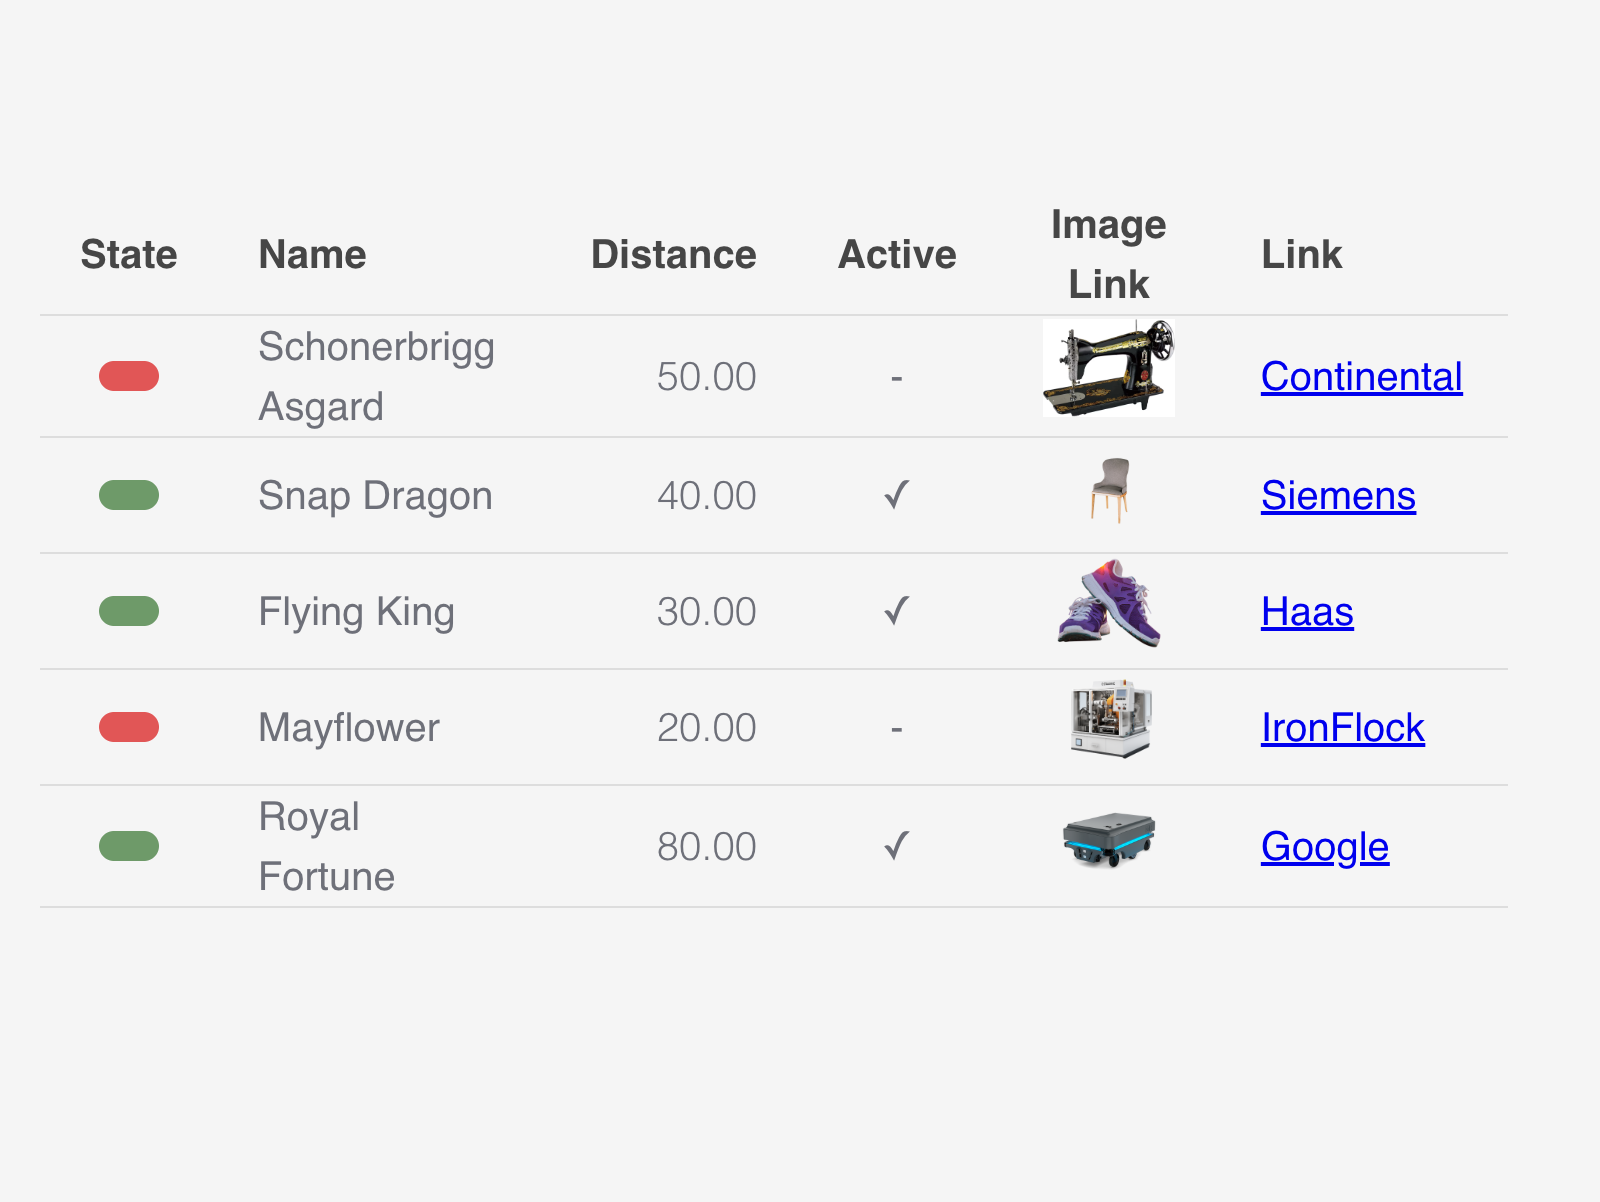 State Name Distance Active Image Link Link
Schonerbrigg Asgard 50.00 - Continental
Snap Dragon 40.00 ✓ Siemens
Flying King 30.00 ✓ Haas
Mayflower 20.00 - IronFlock
Royal Fortune 80.00 ✓ Google